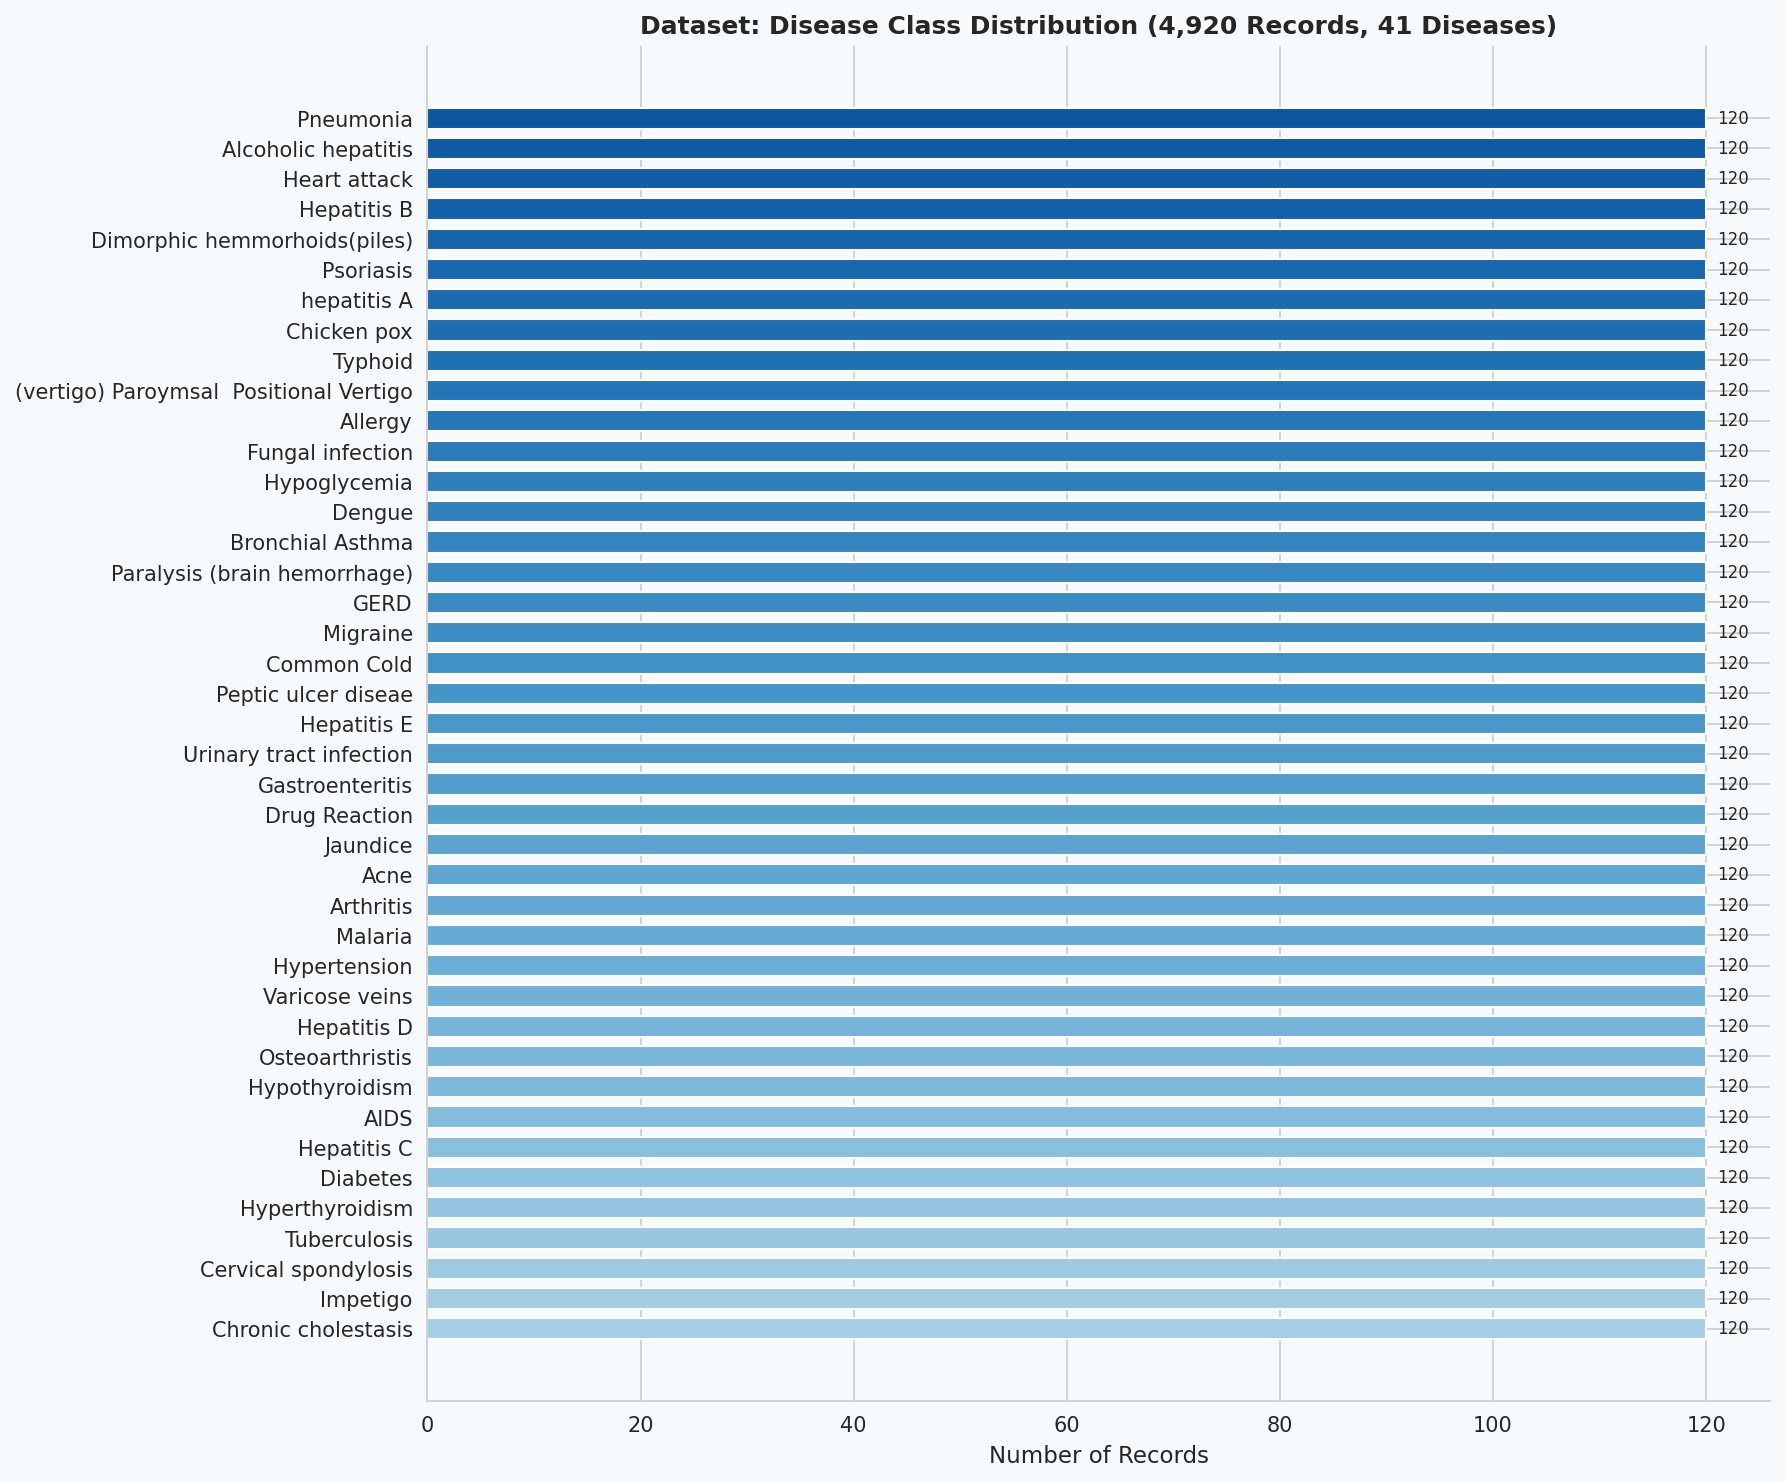 Dataset: Disease Class Distribution (4,920 Records, 41 Diseases)
Pneumonia 120
Alcoholic hepatitis 120
Heart attack 120
Hepatitis B 120
Dimorphic hemmorhoids(piles) 120
Psoriasis 120
hepatitis A 120
Chicken pox 120
Typhoid 120
(vertigo) Paroymsal  Positional Vertigo 120
Allergy 120
Fungal infection 120
Hypoglycemia 120
Dengue 120
Bronchial Asthma 120
Paralysis (brain hemorrhage) 120
GERD 120
Migraine 120
Common Cold 120
Peptic ulcer diseae 120
Hepatitis E 120
Urinary tract infection 120
Gastroenteritis 120
Drug Reaction 120
Jaundice 120
Acne 120
Arthritis 120
Malaria 120
Hypertension 120
Varicose veins 120
Hepatitis D 120
Osteoarthristis 120
Hypothyroidism 120
AIDS 120
Hepatitis C 120
Diabetes 120
Hyperthyroidism 120
Tuberculosis 120
Cervical spondylosis 120
Impetigo 120
Chronic cholestasis 120
0 20 40 60 80 100 120
Number of Records